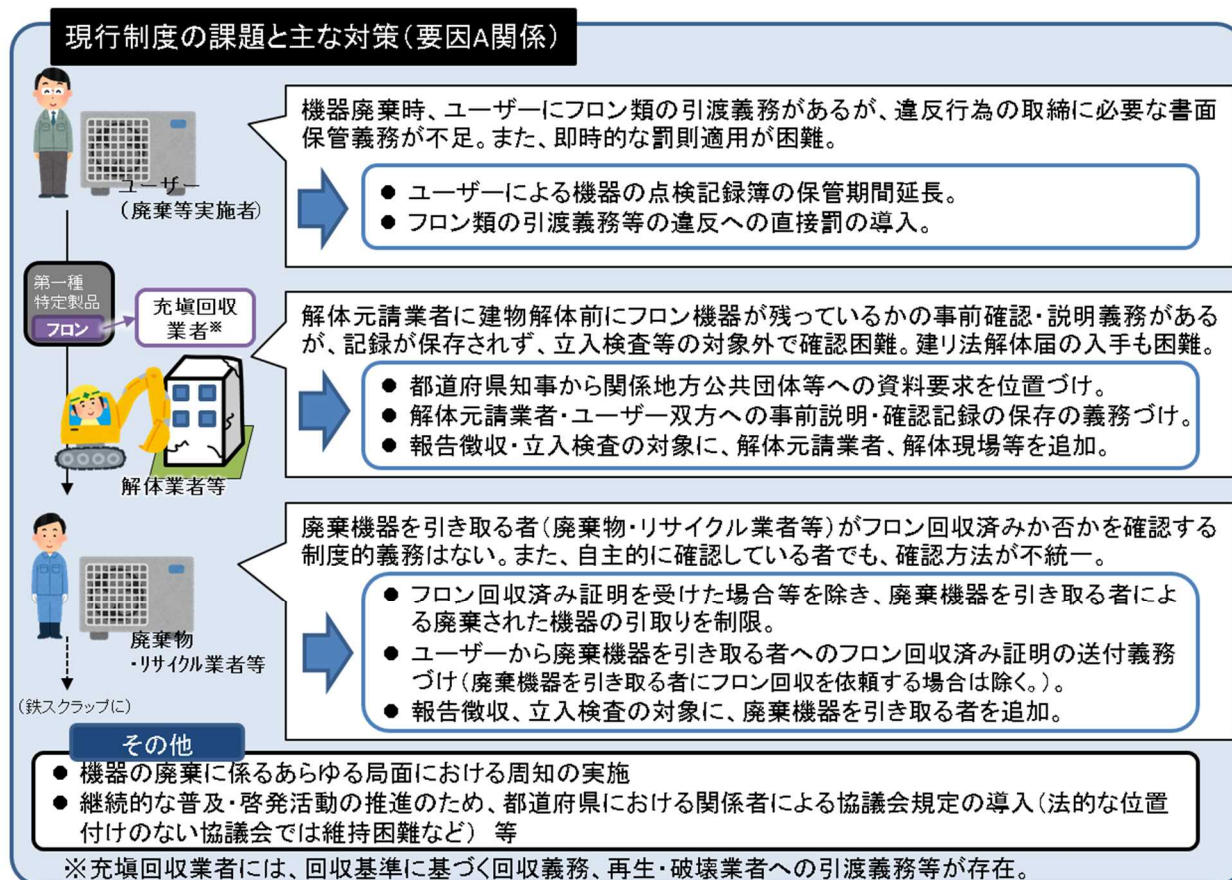 現行制度の課題と主な対策(要因A関係)
ユーザー
(廃棄等実施者)
機器廃棄時、ユーザーにフロン類の引渡義務があるが、違反行為の取締に必要な書面
保管義務が不足。また、即時的な罰則適用が困難。
● ユーザーによる機器の点検記録簿の保管期間延長。
● フロン類の引渡義務等の違反への直接罰の導入。
第一種
特定製品
フロン
充塡回収
業者※
解体業者等
解体元請業者に建物解体前にフロン機器が残っているかの事前確認・説明義務がある
が、記録が保存されず、立入検査等の対象外で確認困難。建リ法解体届の入手も困難。
● 都道府県知事から関係地方公共団体等への資料要求を位置づけ。
● 解体元請業者・ユーザー双方への事前説明・確認記録の保存の義務づけ。
● 報告徴収・立入検査の対象に、解体元請業者、解体現場等を追加。
廃棄物
・リサイクル業者等
(鉄スクラップに)
廃棄機器を引き取る者(廃棄物・リサイクル業者等)がフロン回収済みか否かを確認する
制度的義務はない。また、自主的に確認している者でも、確認方法が不統一。
● フロン回収済み証明を受けた場合等を除き、廃棄機器を引き取る者によ
る廃棄された機器の引取りを制限。
● ユーザーから廃棄機器を引き取る者へのフロン回収済み証明の送付義務
づけ(廃棄機器を引き取る者にフロン回収を依頼する場合は除く。)。
● 報告徴収、立入検査の対象に、廃棄機器を引き取る者を追加。
その他
● 機器の廃棄に係るあらゆる局面における周知の実施
● 継続的な普及・啓発活動の推進のため、都道府県における関係者による協議会規定の導入(法的な位置
付けのない協議会では維持困難など) 等
※充塡回収業者には、回収基準に基づく回収義務、再生・破壊業者への引渡義務等が存在。